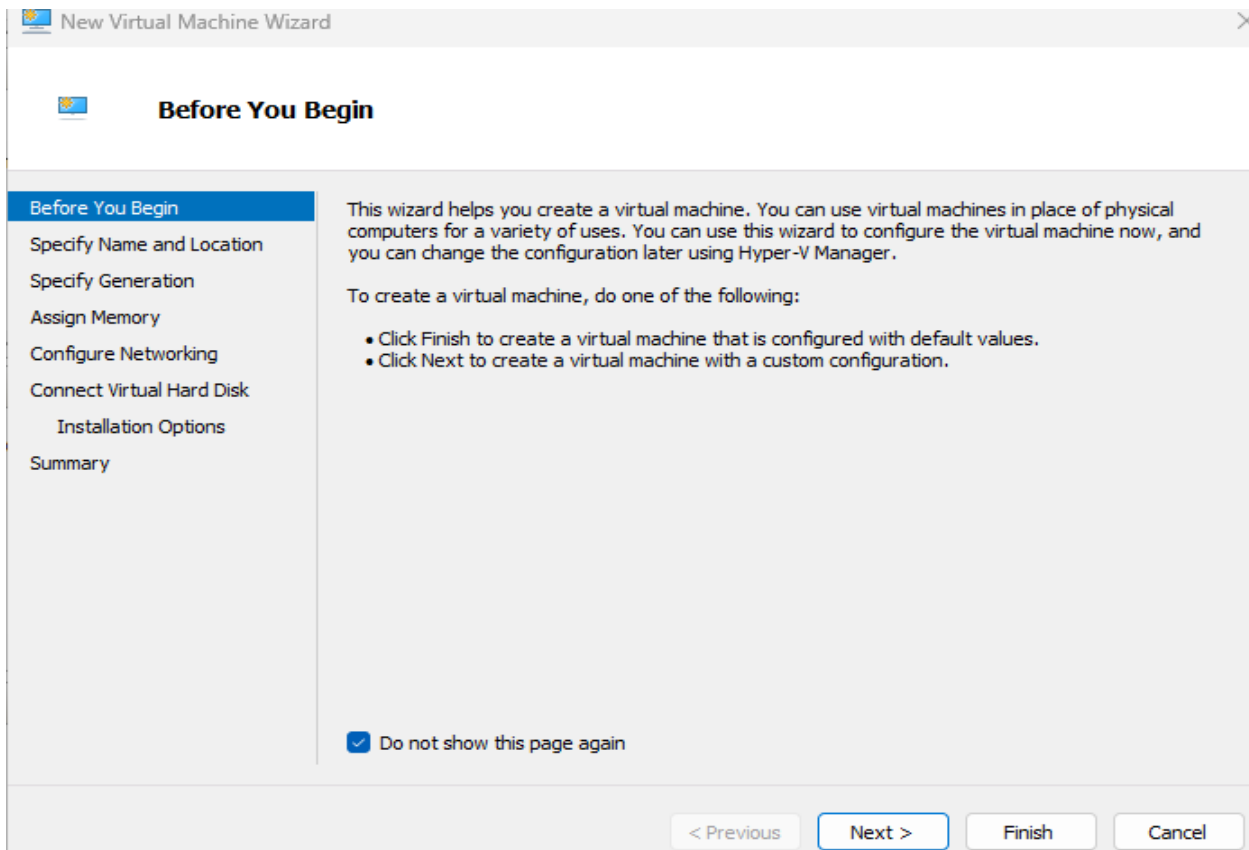 New Virtual Machine Wizard
Before You Begin
Before You Begin
Specify Name and Location
Specify Generation
Assign Memory
Configure Networking
Connect Virtual Hard Disk
Installation Options
Summary
This wizard helps you create a virtual machine. You can use virtual machines in place of physical
computers for a variety of uses. You can use this wizard to configure the virtual machine now, and
you can change the configuration later using Hyper-V Manager.
To create a virtual machine, do one of the following:
• Click Finish to create a virtual machine that is configured with default values.
• Click Next to create a virtual machine with a custom configuration.
Do not show this page again
< Previous
Next >
Finish
Cancel